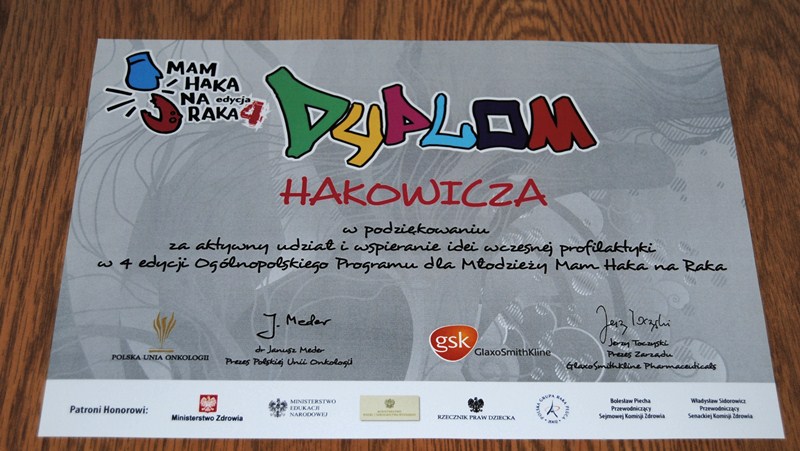 MAM
HAKA
NA edycja
RAKA 4
DYPLOM
HAKOWICZA
w podziękowaniu
za aktywny udział i wspieranie idei wczesnej profilaktyki
w 4 edycji Ogólnopolskiego Programu dla Młodzieży Mam Haka na Raka
J. Meder
POLSKA UNIA ONKOLOGII
dr Janusz Meder
Prezes Polskiej Unii Onkologii
gsk GlaxoSmithKline
Jerzy Toczyski
Prezes Zarządu
GlaxoSmithKline Pharmaceuticals
Patroni Honorowi:
Ministerstwo Zdrowia
MINISTERSTWO
EDUKACJI
NARODOWEJ
RZECZNIK PRAW DZIECKA
Bolesław Piecha
Przewodniczący
Sejmowej Komisji Zdrowia
Władysław Sidorowicz
Przewodniczący
Senackiej Komisji Zdrowia